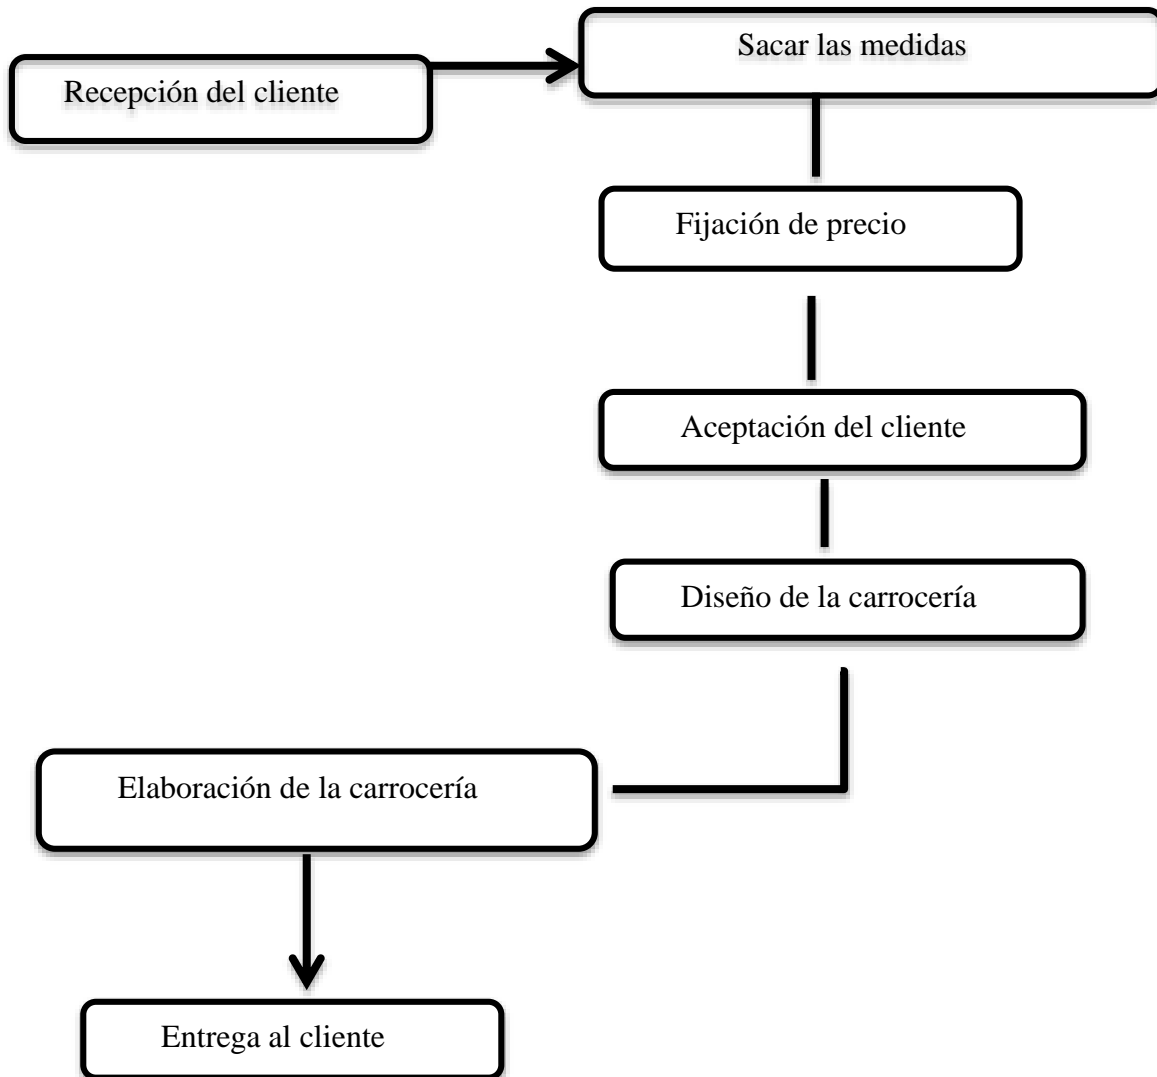 Recepción del cliente
Sacar las medidas
Fijación de precio
Aceptación del cliente
Diseño de la carrocería
Elaboración de la carrocería
Entrega al cliente